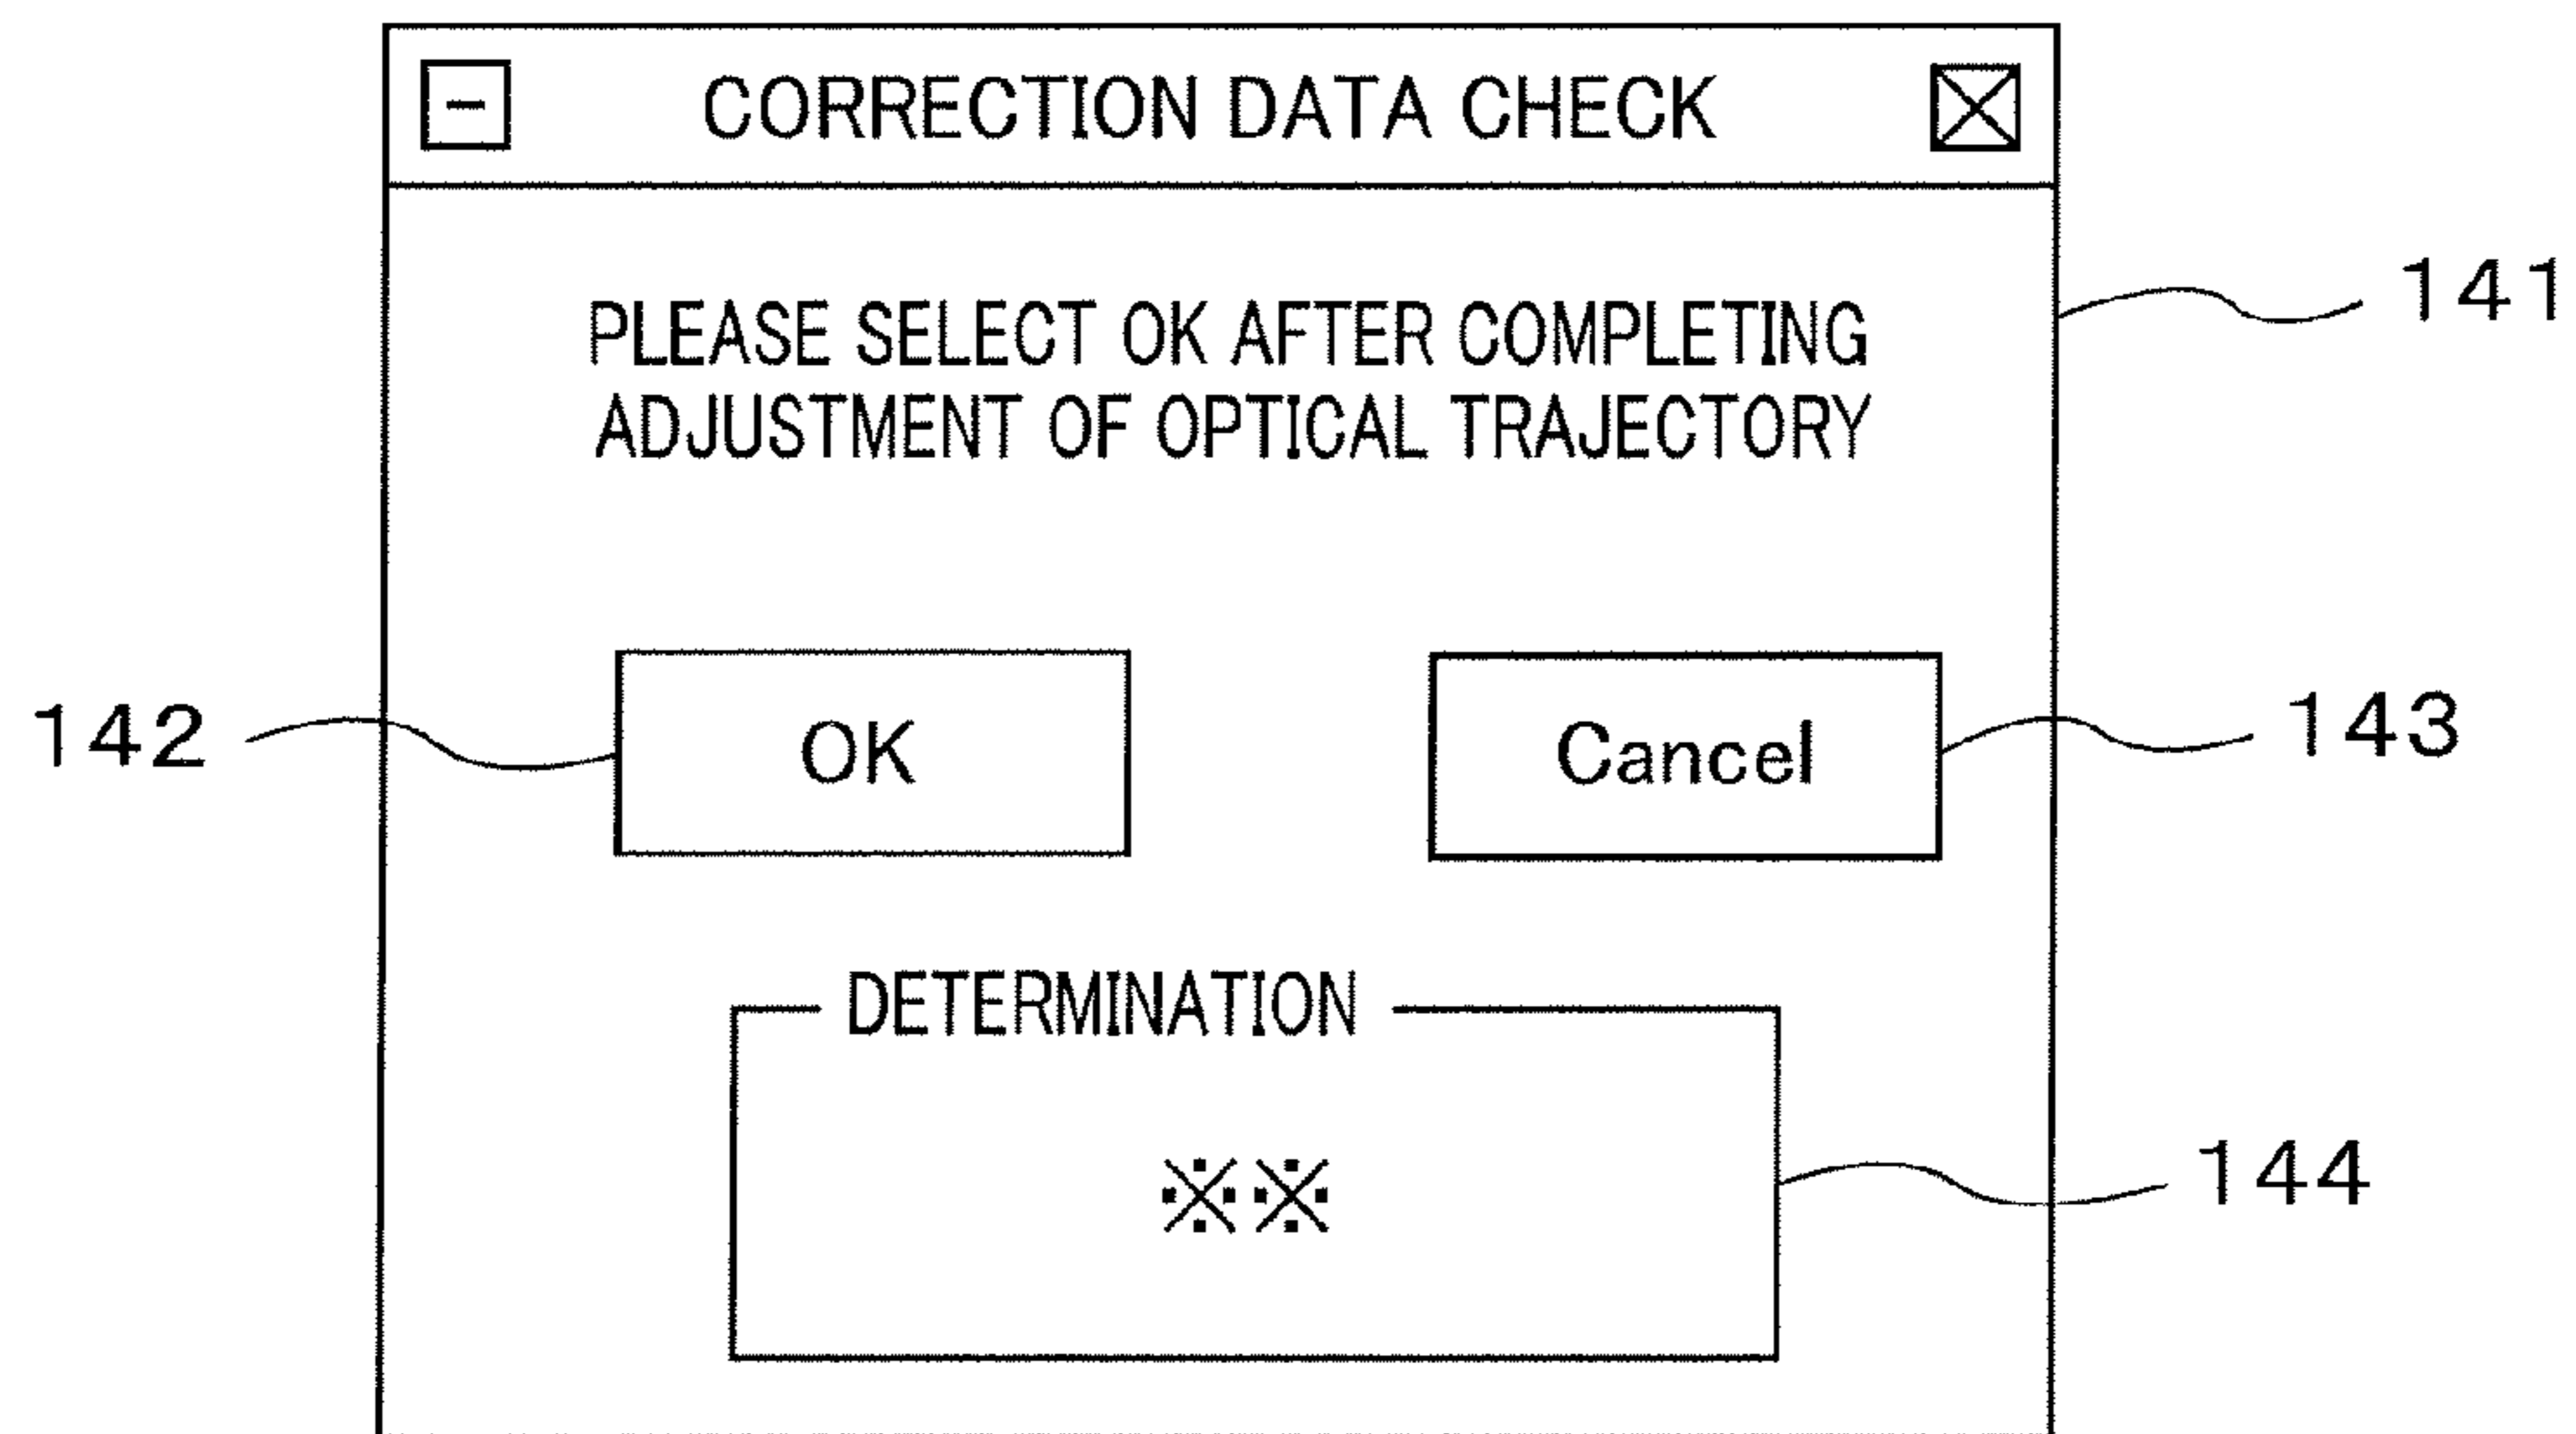 CORRECTION DATA CHECK
141
PLEASE SELECT OK AFTER COMPLETING
ADJUSTMENT OF OPTICAL TRAJECTORY
142
OK
Cancel
143
DETERMINATION
※※
144